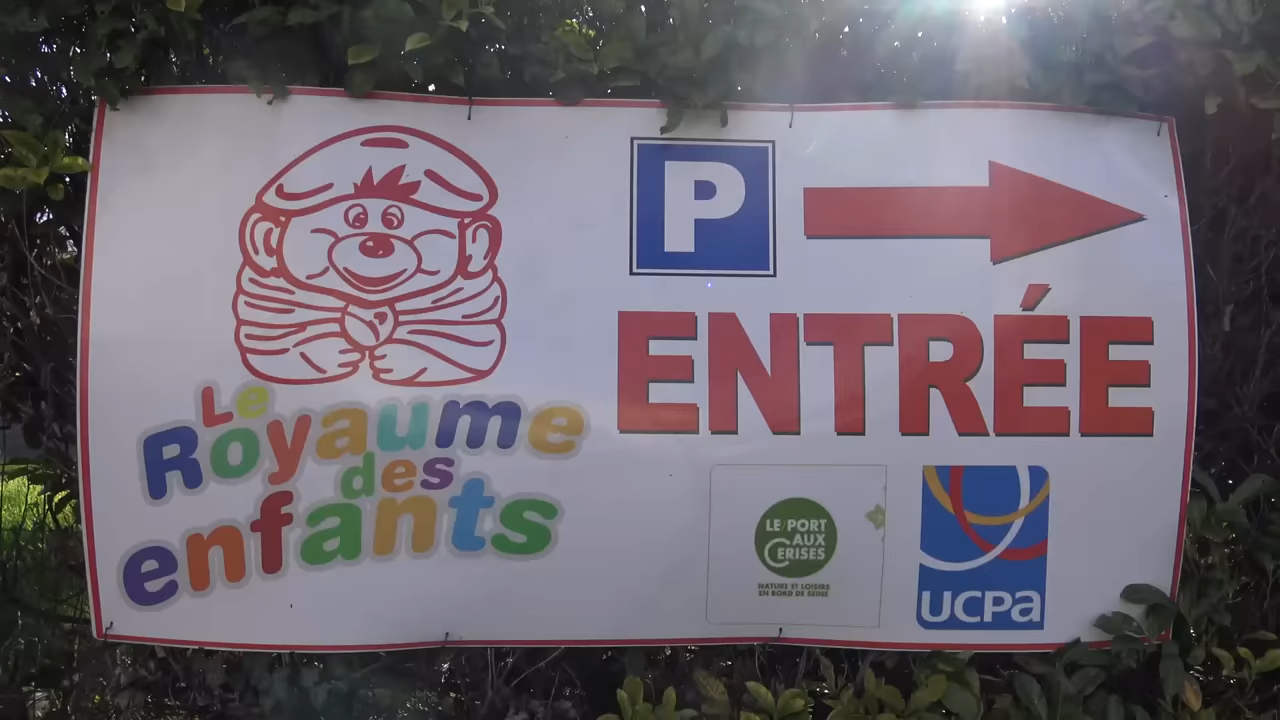 Le
Royaume
des
enfants
P
ENTRÉE
LE PORT
AUX
CERISES
NATURE ET LOISIRS
EN BORD DE SEINE
UCPA